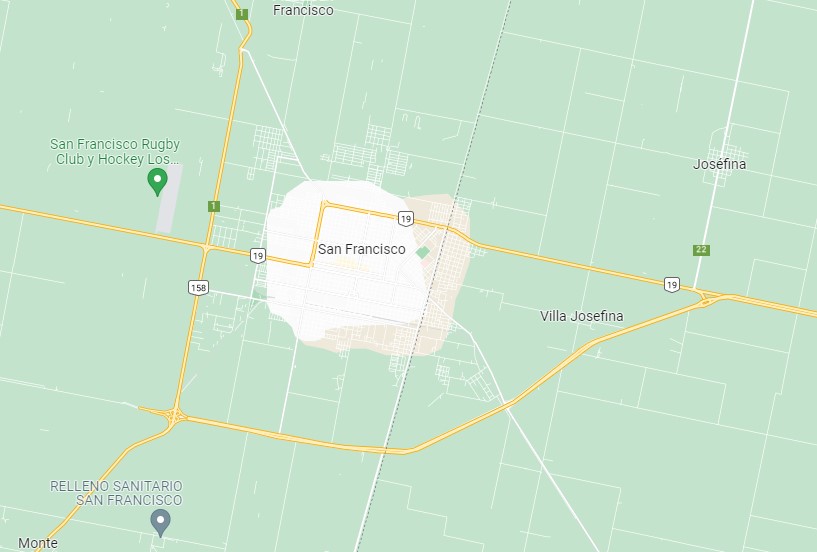 Francisco
1
San Francisco Rugby
Club y Hockey Los...
Josefina
1
19
19
San Francisco
22
158
19
Villa Josefina
RELLENO SANITARIO
SAN FRANCISCO
Monte